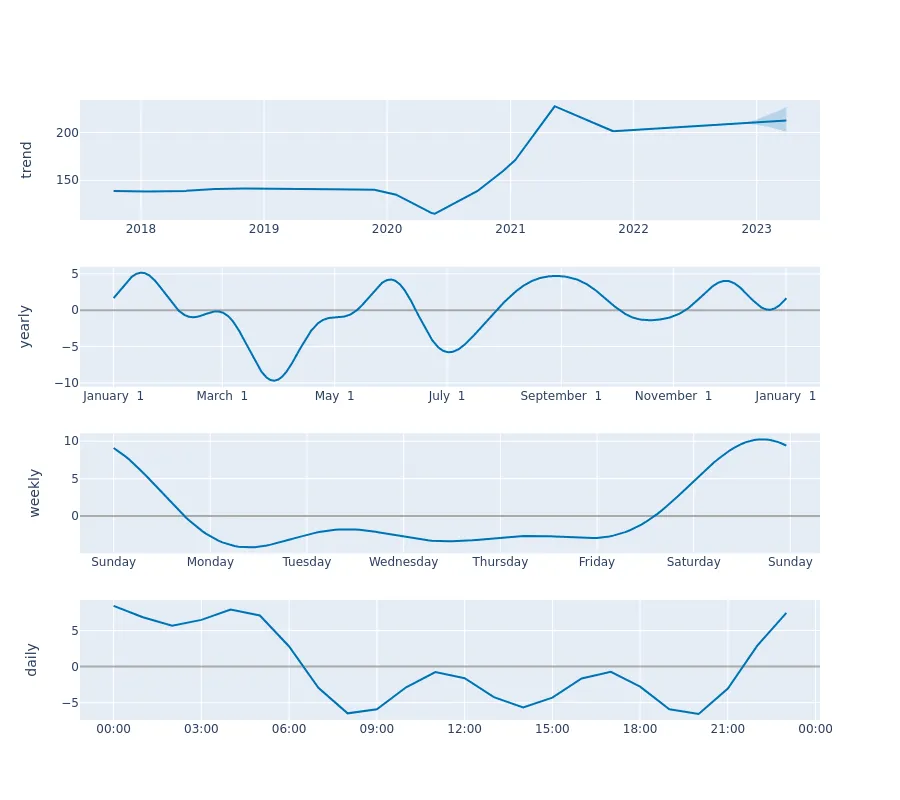 trend
200
150
2018 2019 2020 2021 2022 2023
yearly
5
0
−5
−10
January 1 March 1 May 1 July 1 September 1 November 1 January 1
weekly
10
5
0
Sunday Monday Tuesday Wednesday Thursday Friday Saturday Sunday
daily
5
0
−5
00:00 03:00 06:00 09:00 12:00 15:00 18:00 21:00 00:00